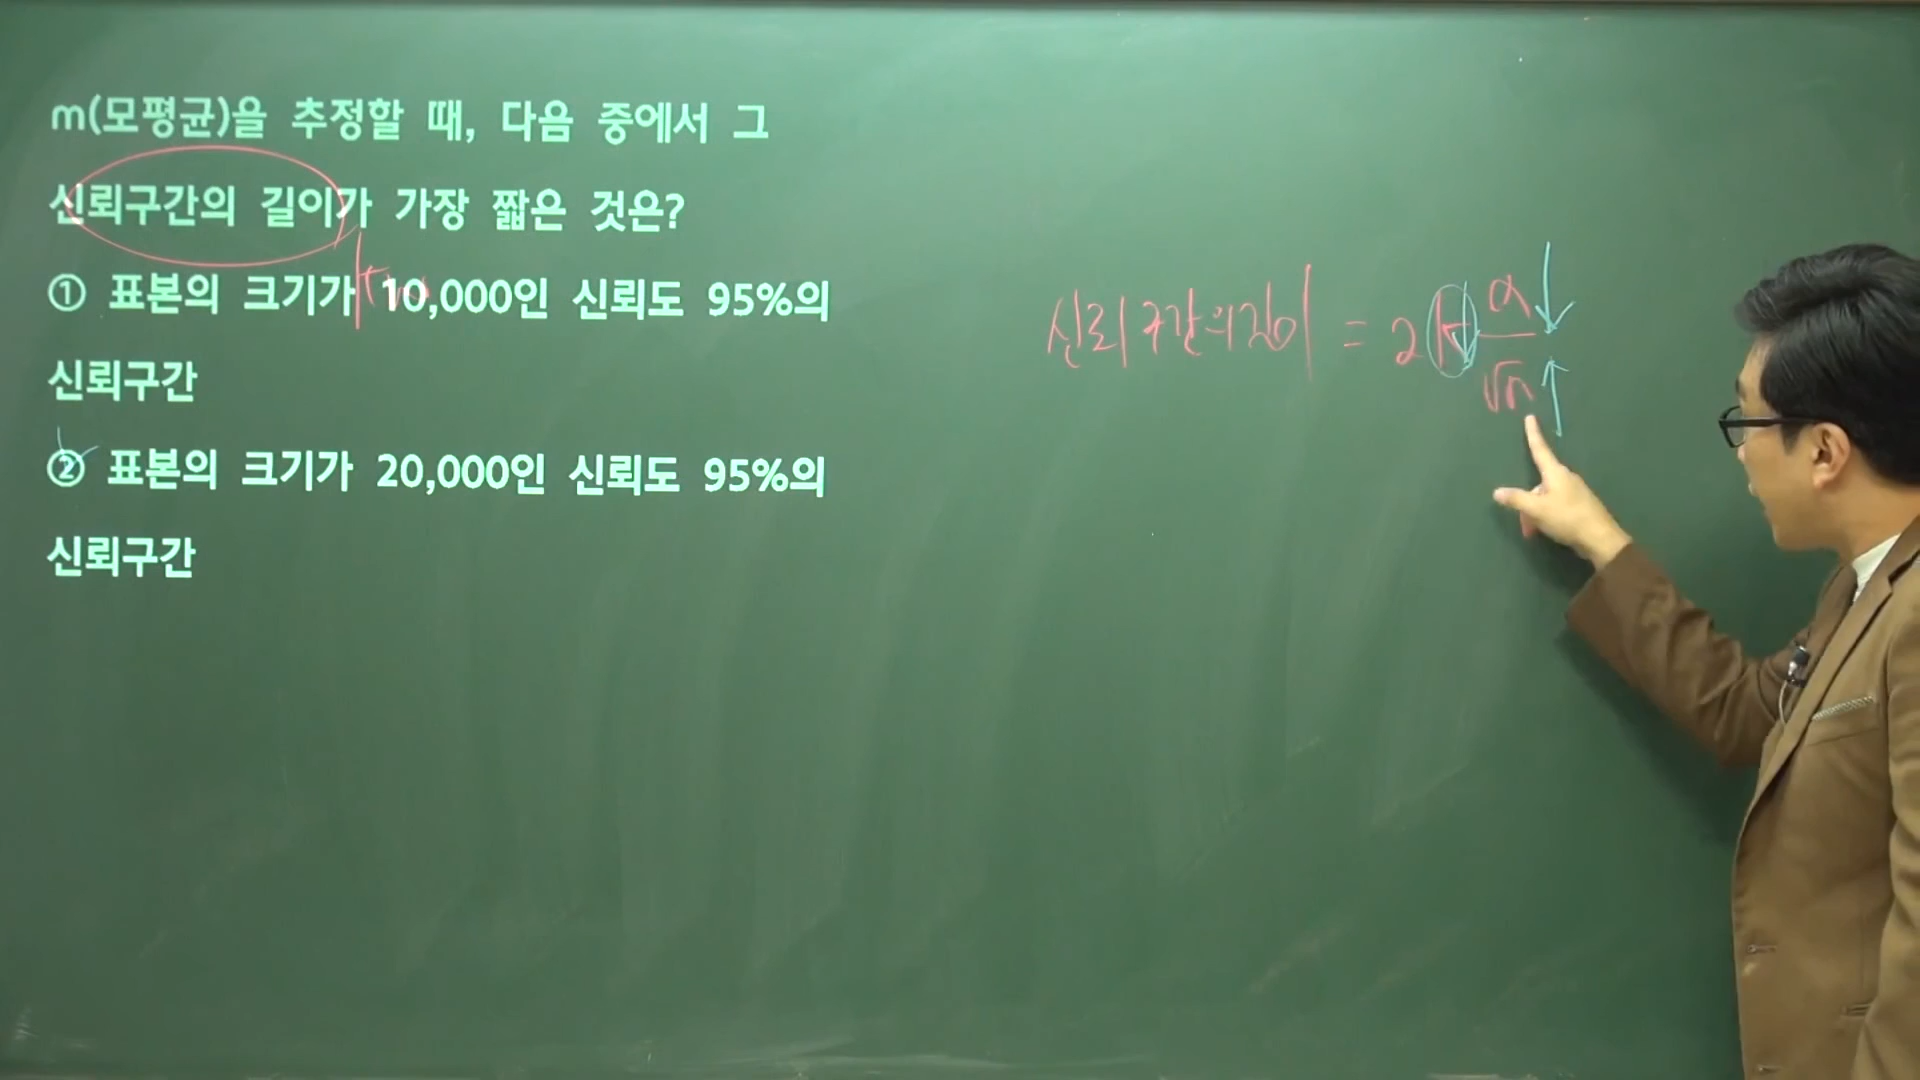 m(모평균)을 추정할 때, 다음 중에서 그
신뢰구간의 길이가 가장 짧은 것은?
① 표본의 크기가 10,000인 신뢰도 95%의
신뢰구간
② 표본의 크기가 20,000인 신뢰도 95%의
신뢰구간
신뢰구간의길이 = 2k σ/√n